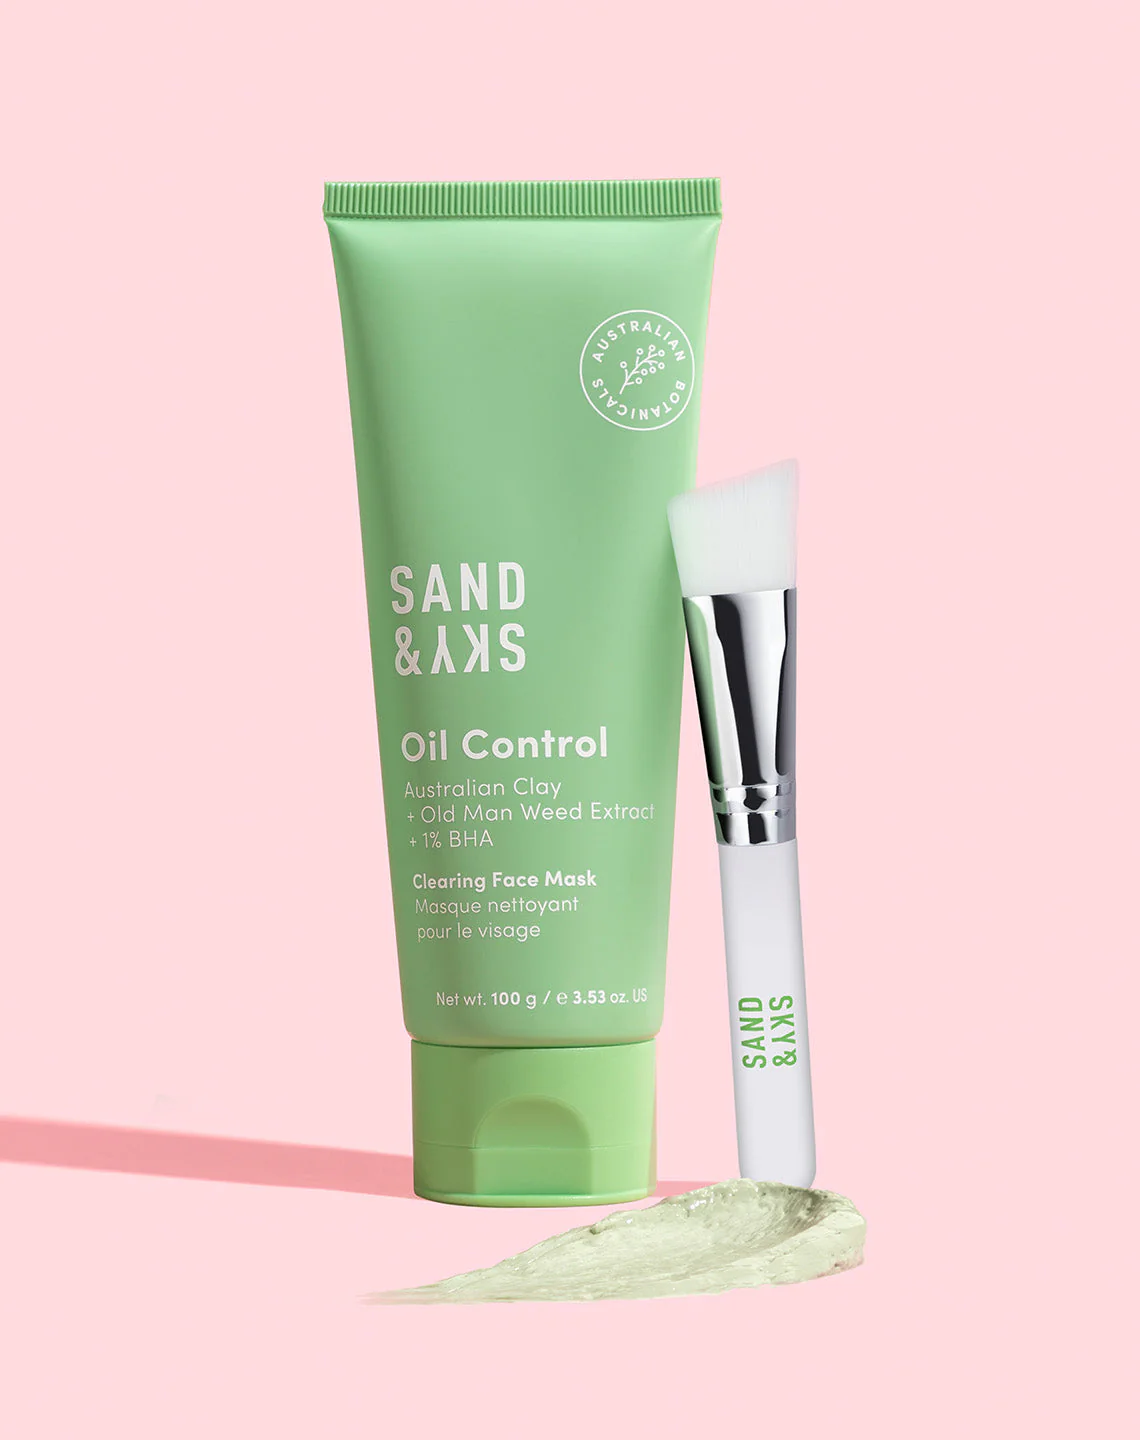 AUSTRALIAN BOTANICALS
SAND
& SKY
Oil Control
Australian Clay
+ Old Man Weed Extract
+ 1% BHA
Clearing Face Mask
Masque nettoyant
pour le visage
Net wt. 100 g / e 3.53 oz. US
SAND
SKY &